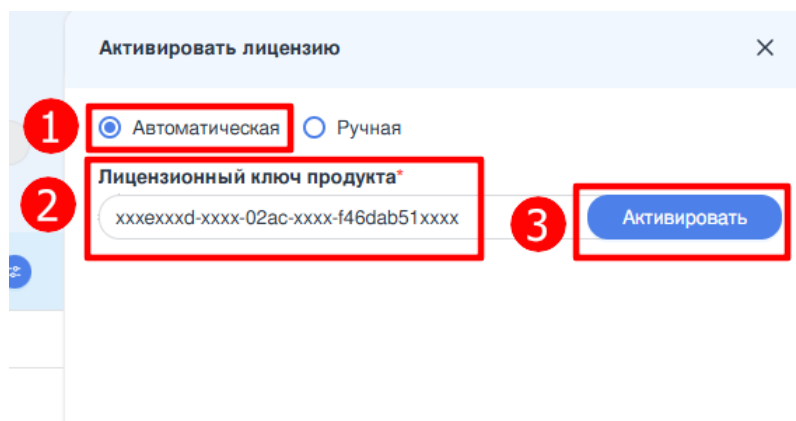 Активировать лицензию
1
Автоматическая Ручная
Лицензионный ключ продукта*
2
xxxexxxd-xxxx-02ac-xxxx-f46dab51xxxx
3
Активировать